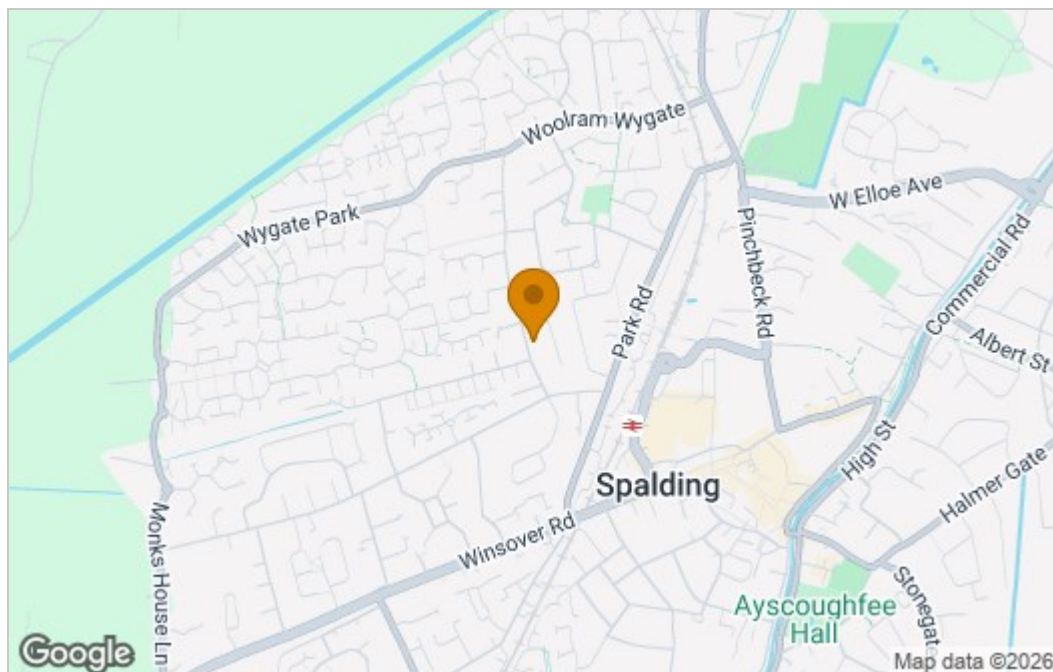 Woolram Wygate
W Elloe Ave
Wygate Park
Pinchbeck Rd
Commercial Rd
Park Rd
Albert St
High St
Halmer Gate
Spalding
Monks House Ln
Winsover Rd
Stonegate
Ayscoughfee
Hall
Google
Map data ©2026